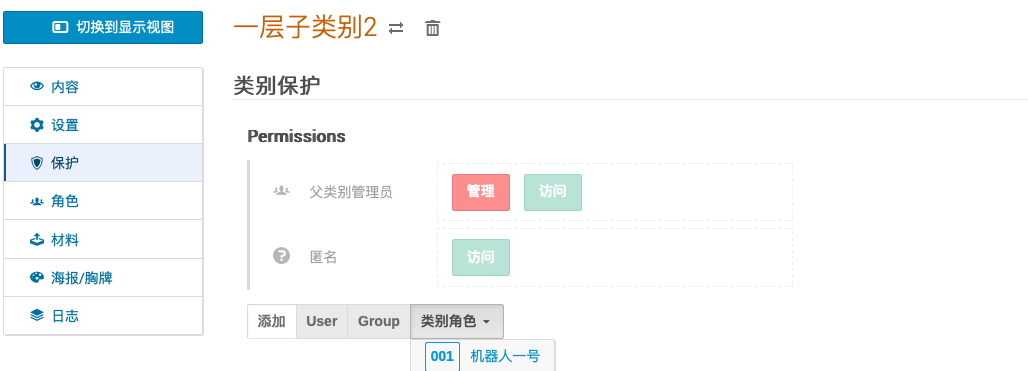 切换到显示视图
一层子类别2
内容
设置
保护
角色
材料
海报/胸牌
日志
类别保护
Permissions
父类别管理员 管理 访问
匿名 访问
添加 User Group 类别角色
001 机器人一号